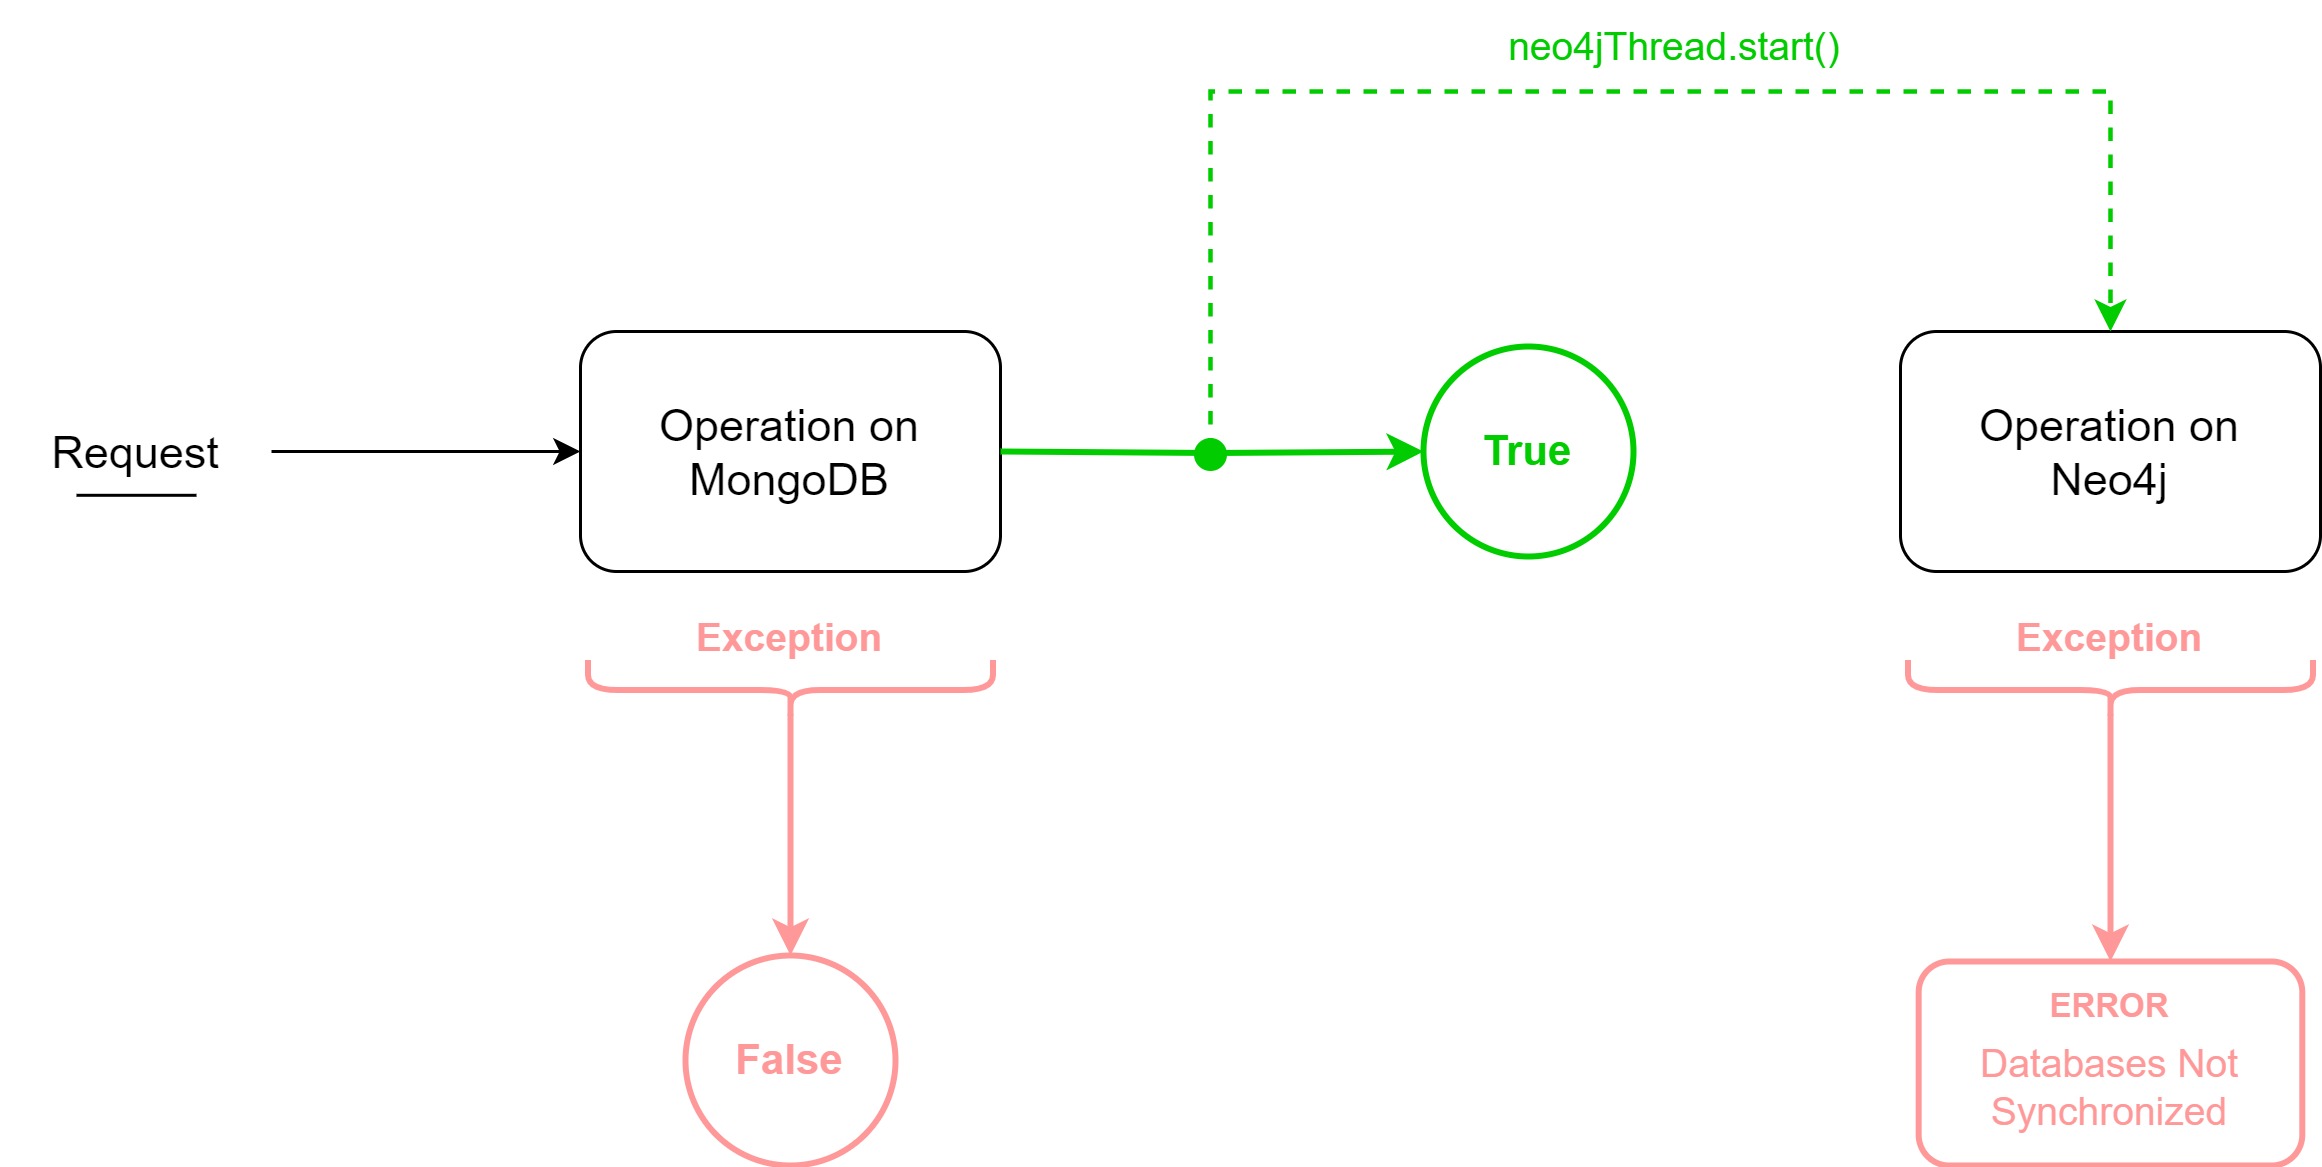 neo4jThread.start()
Request
Operation on
MongoDB
True
Operation on
Neo4j
Exception
Exception
False
ERROR
Databases Not
Synchronized